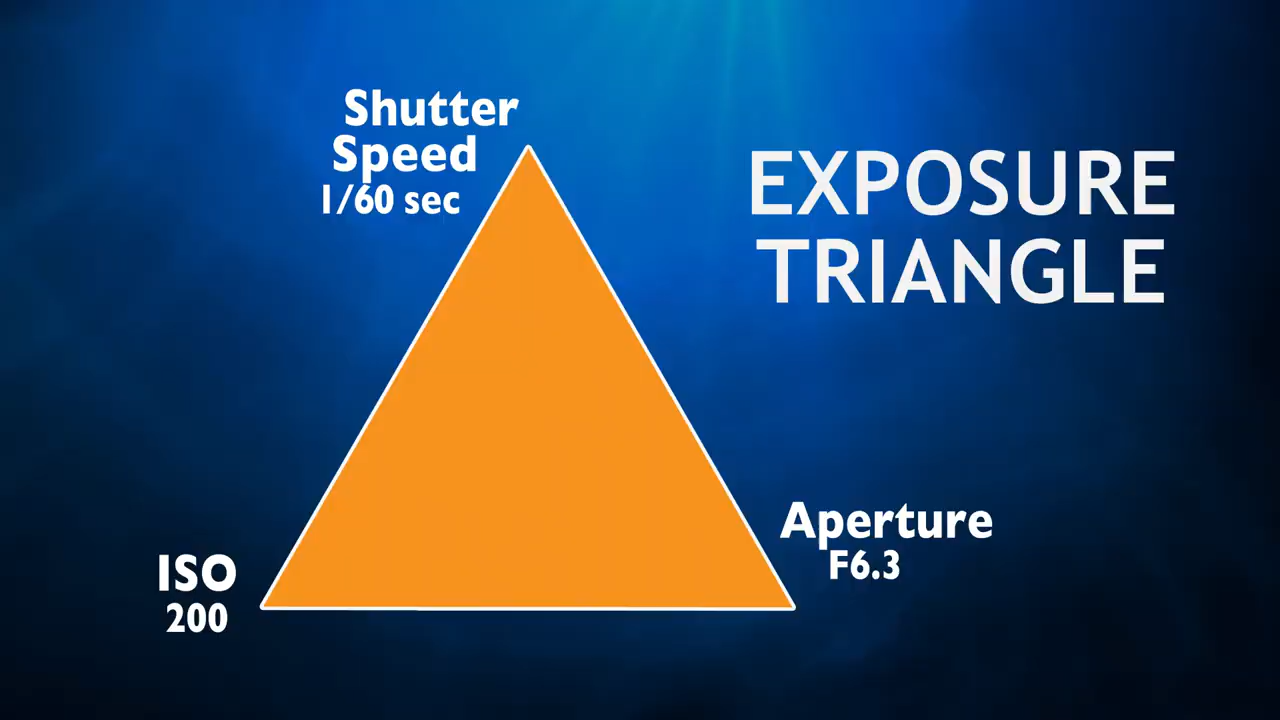 Shutter
Speed
1/60 sec
EXPOSURE
TRIANGLE
Aperture
F6.3
ISO
200